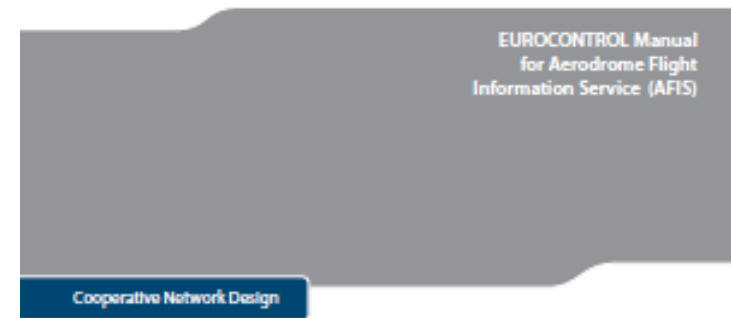 EUROCONTROL Manual
for Aerodrome Flight
Information Service (AFIS)
Cooperative Network Design